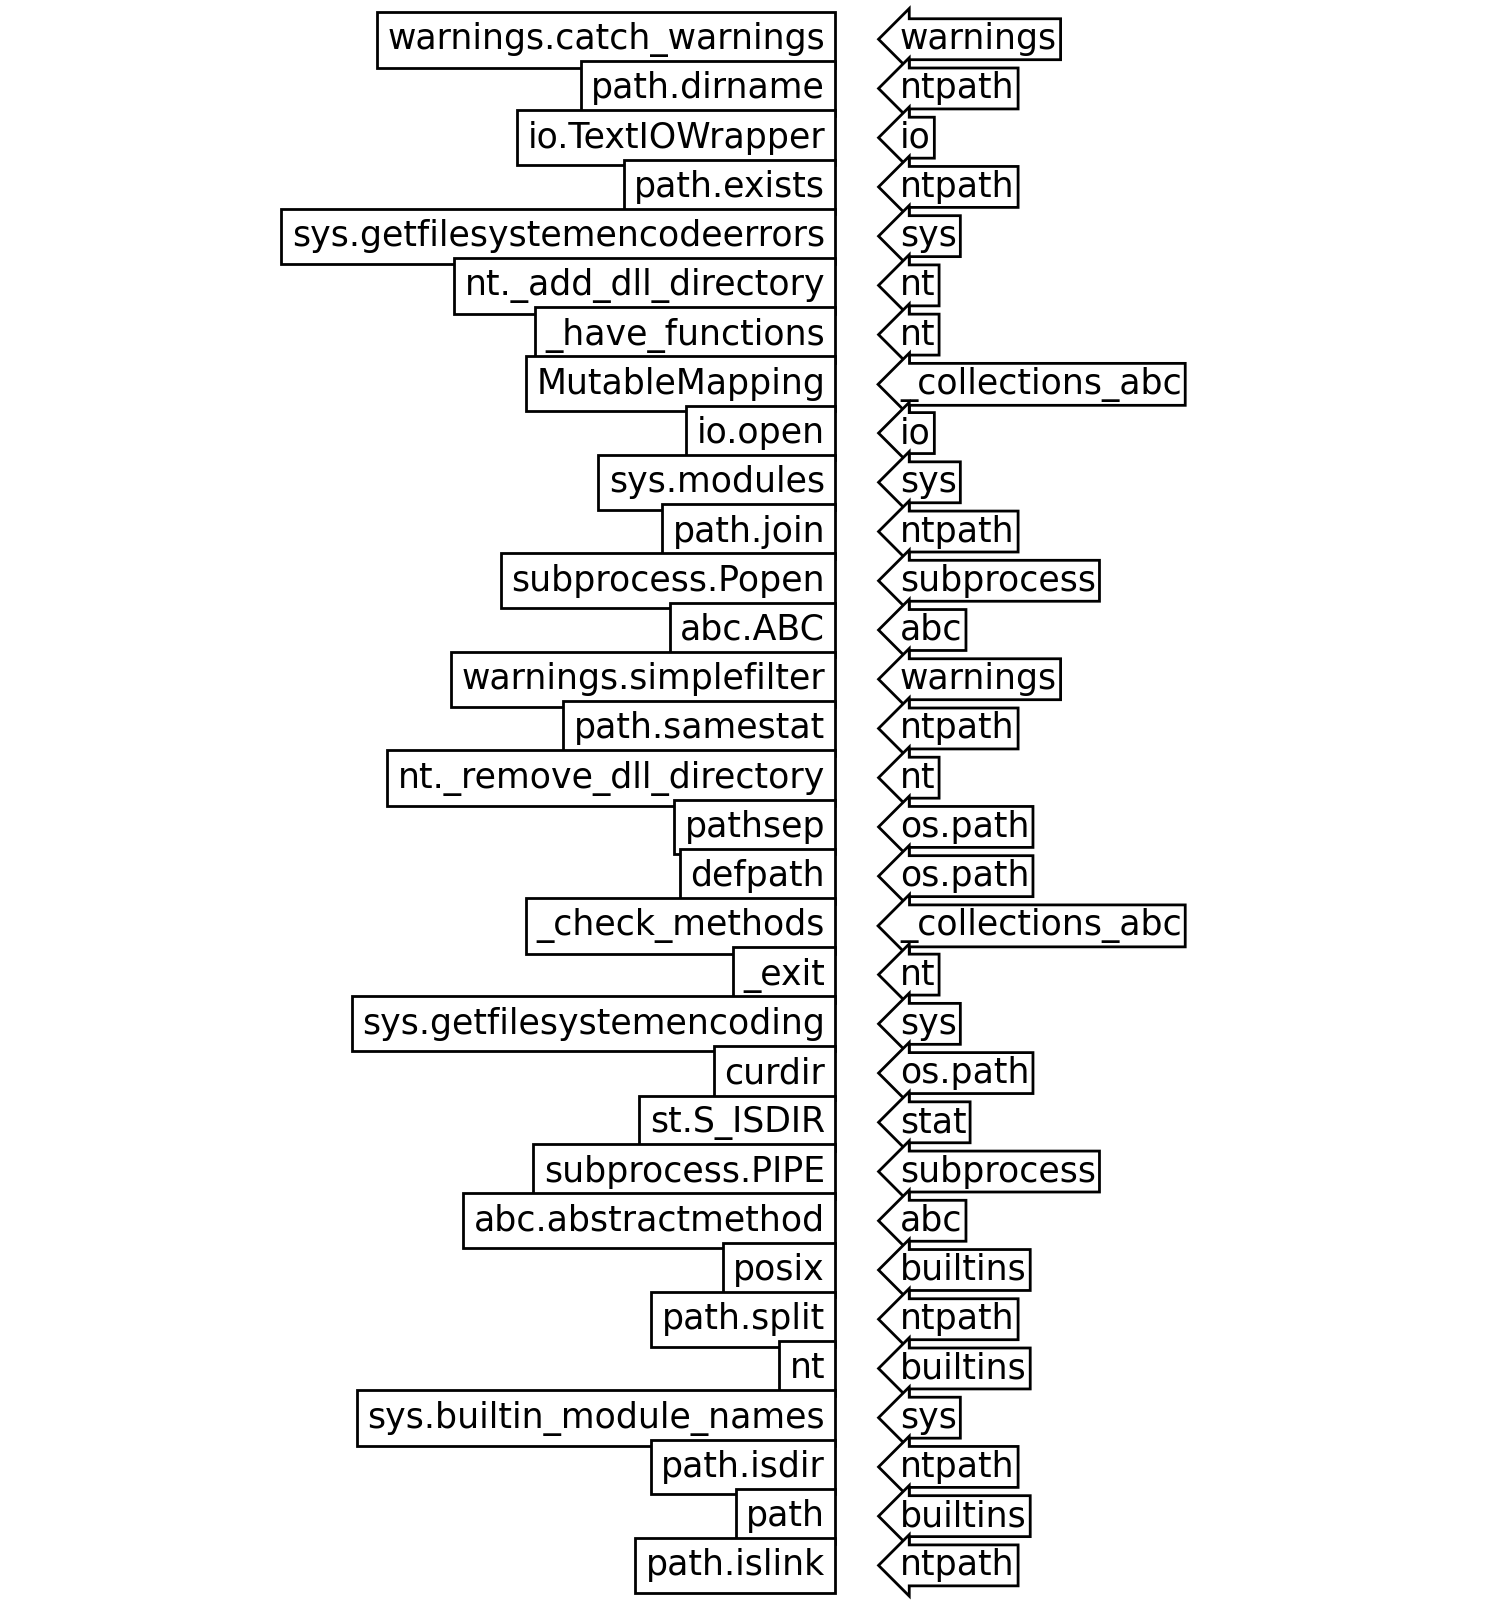 warnings.catch_warnings warnings
path.dirname ntpath
io.TextIOWrapper io
path.exists ntpath
sys.getfilesystemencodeerrors sys
nt._add_dll_directory nt
_have_functions nt
MutableMapping _collections_abc
io.open io
sys.modules sys
path.join ntpath
subprocess.Popen subprocess
abc.ABC abc
warnings.simplefilter warnings
path.samestat ntpath
nt._remove_dll_directory nt
pathsep os.path
defpath os.path
_check_methods _collections_abc
_exit nt
sys.getfilesystemencoding sys
curdir os.path
st.S_ISDIR stat
subprocess.PIPE subprocess
abc.abstractmethod abc
posix builtins
path.split ntpath
nt builtins
sys.builtin_module_names sys
path.isdir ntpath
path builtins
path.islink ntpath